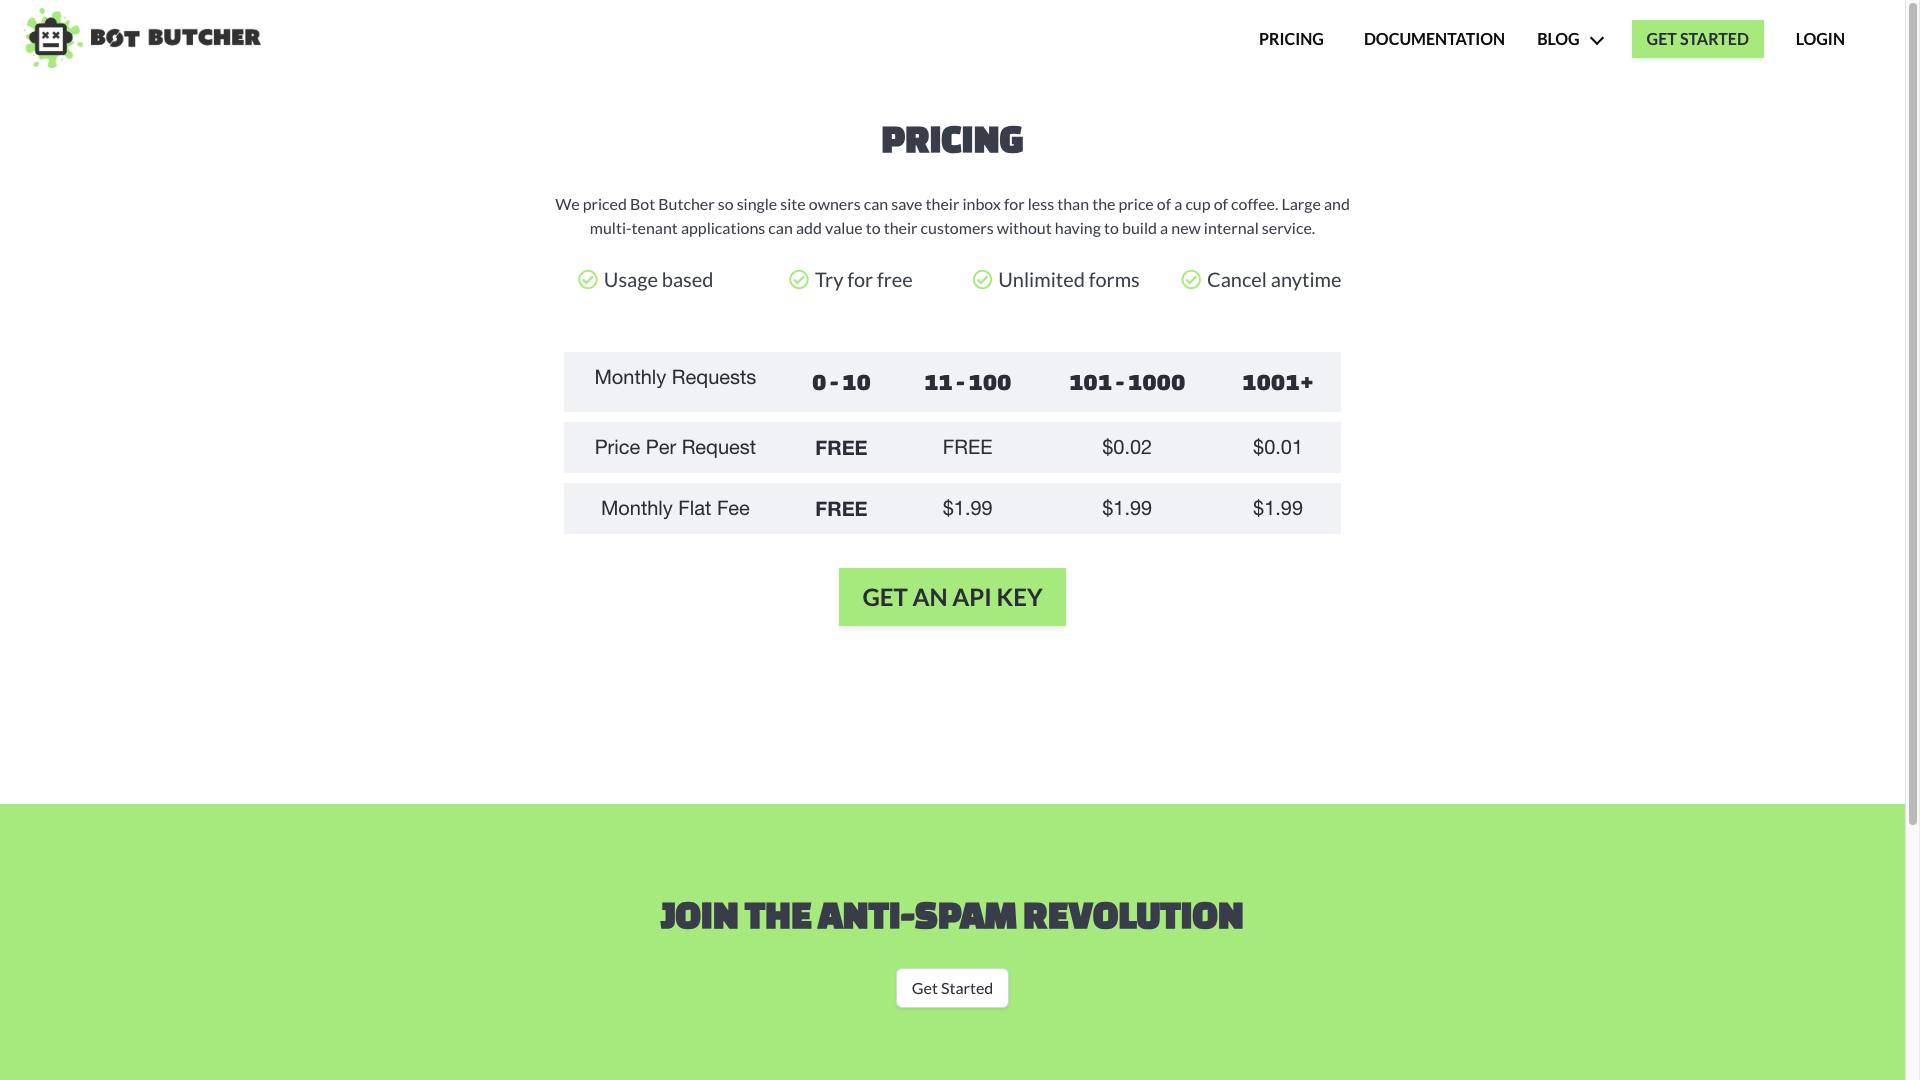 BOT BUTCHER
PRICING
DOCUMENTATION
BLOG
GET STARTED
LOGIN
PRICING
We priced Bot Butcher so single site owners can save their inbox for less than the price of a cup of coffee. Large and
multi-tenant applications can add value to their customers without having to build a new internal service.
Usage based
Try for free
Unlimited forms
Cancel anytime
Monthly Requests 0 - 10 11 - 100 101 - 1000 1001+
Price Per Request FREE FREE $0.02 $0.01
Monthly Flat Fee FREE $1.99 $1.99 $1.99
GET AN API KEY
JOIN THE ANTI-SPAM REVOLUTION
Get Started